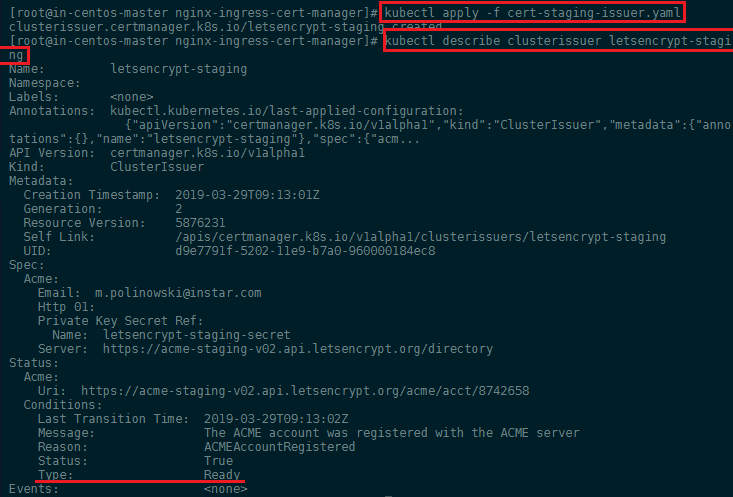 [root@in-centos-master nginx-ingress-cert-manager]# kubectl apply -f cert-staging-issuer.yaml
clusterissuer.certmanager.k8s.io/letsencrypt-staging created
[root@in-centos-master nginx-ingress-cert-manager]# kubectl describe clusterissuer letsencrypt-stagi
ng
Name:         letsencrypt-staging
Namespace:
Labels:       <none>
Annotations:  kubectl.kubernetes.io/last-applied-configuration:
                {"apiVersion":"certmanager.k8s.io/v1alpha1","kind":"ClusterIssuer","metadata":{"anno
tations":{},"name":"letsencrypt-staging"},"spec":{"acm...
API Version:  certmanager.k8s.io/v1alpha1
Kind:         ClusterIssuer
Metadata:
  Creation Timestamp:  2019-03-29T09:13:01Z
  Generation:          2
  Resource Version:    5876231
  Self Link:           /apis/certmanager.k8s.io/v1alpha1/clusterissuers/letsencrypt-staging
  UID:                 d9e7791f-5202-11e9-b7a0-960000184ec8
Spec:
  Acme:
    Email:  m.polinowski@instar.com
    Http 01:
    Private Key Secret Ref:
      Name:  letsencrypt-staging-secret
    Server:  https://acme-staging-v02.api.letsencrypt.org/directory
Status:
  Acme:
    Uri:  https://acme-staging-v02.api.letsencrypt.org/acme/acct/8742658
  Conditions:
    Last Transition Time:  2019-03-29T09:13:02Z
    Message:               The ACME account was registered with the ACME server
    Reason:                ACMEAccountRegistered
    Status:                True
    Type:                  Ready
Events:                    <none>